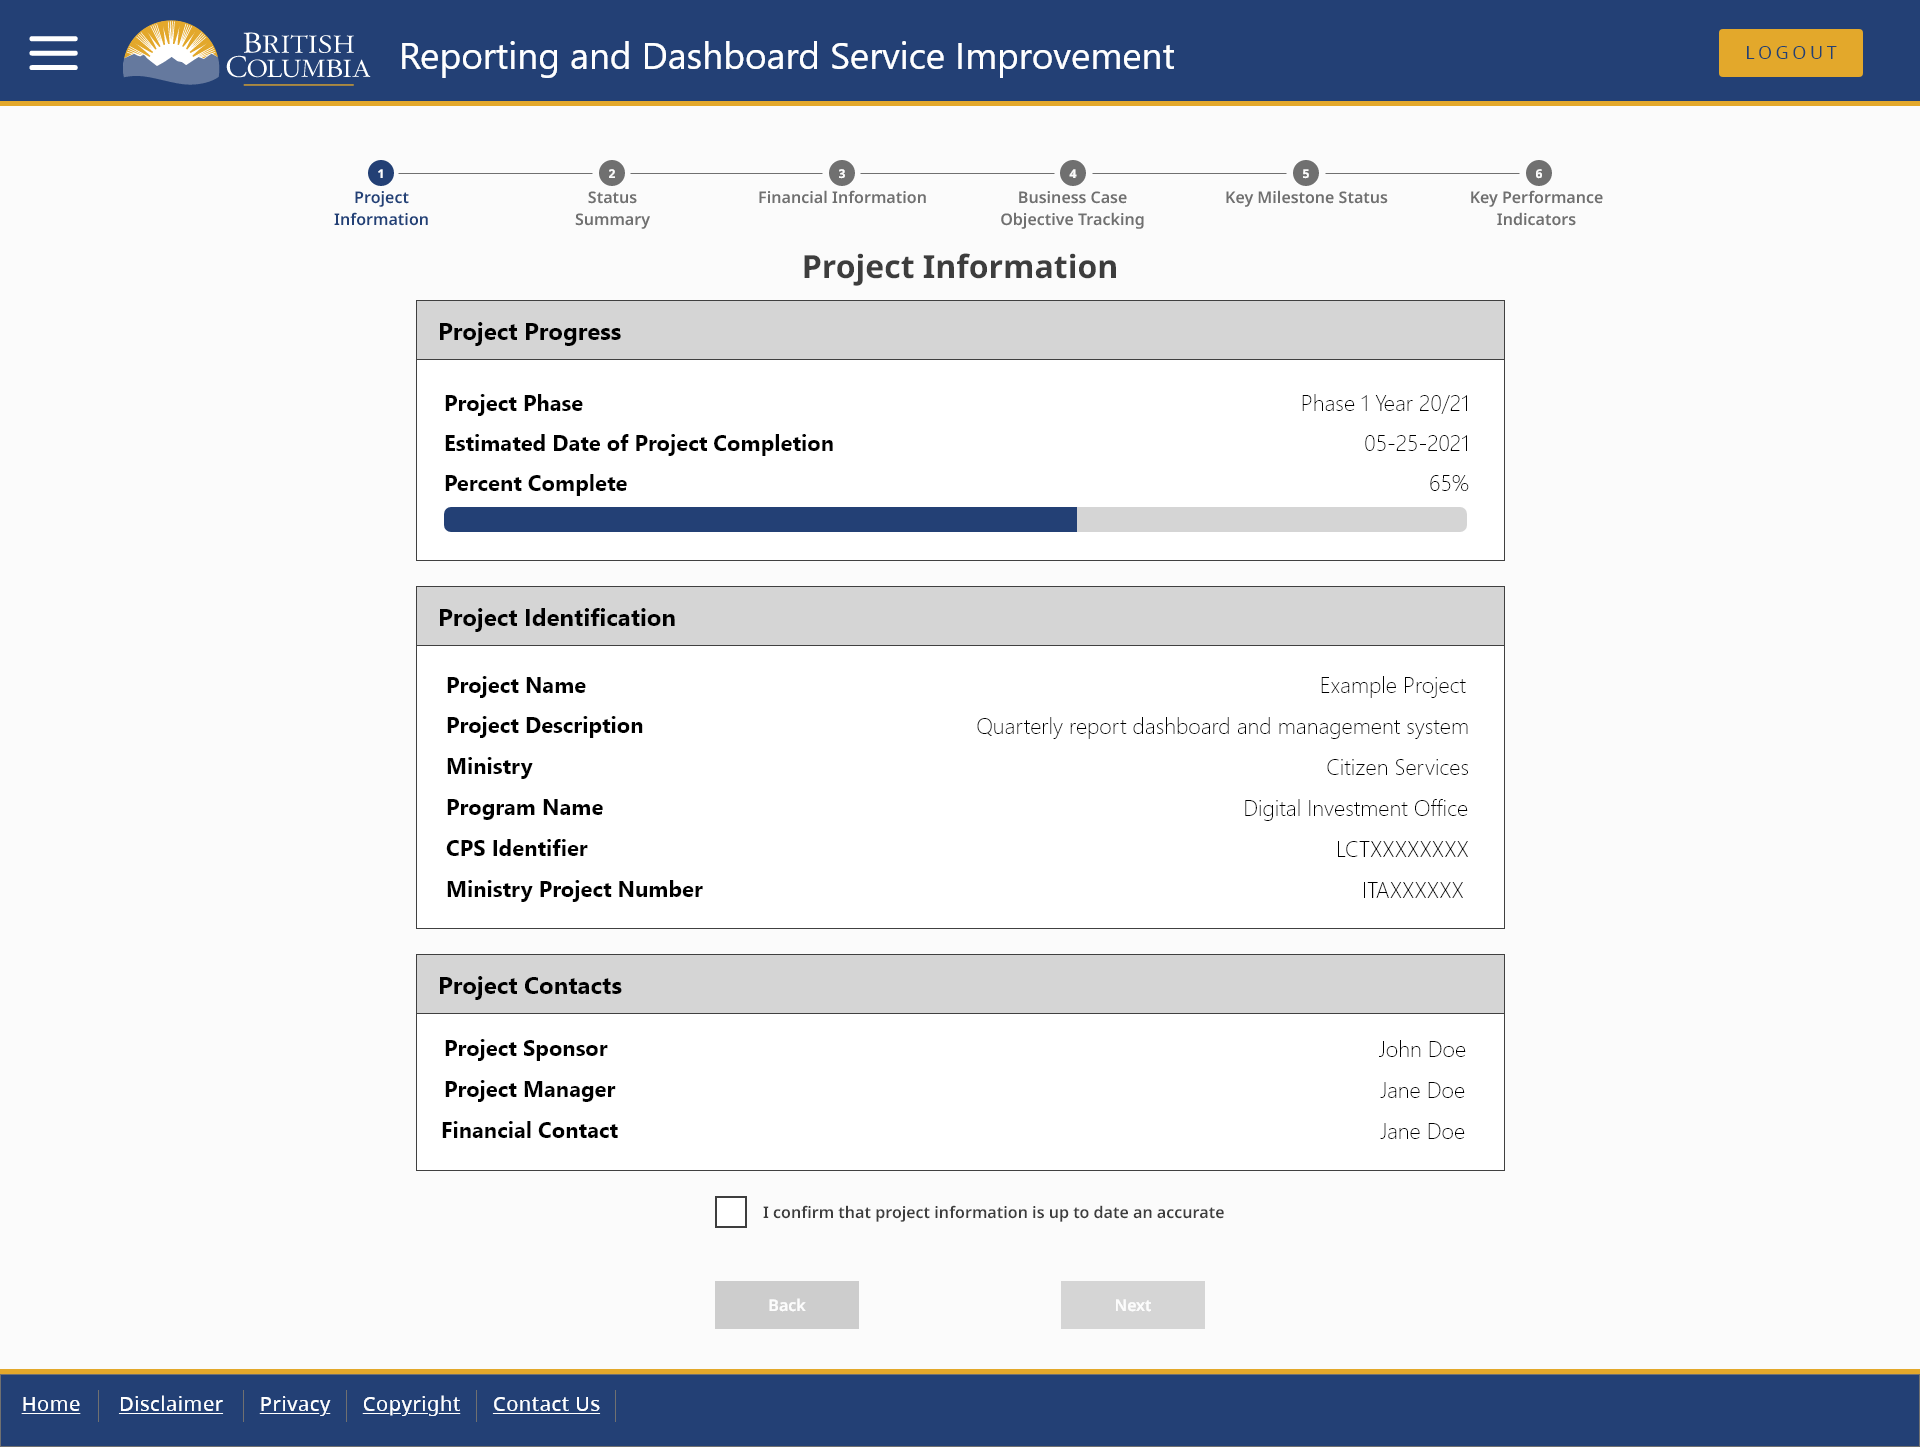 BRITISH
COLUMBIA
Reporting and Dashboard Service Improvement
LOGOUT
1 2 3 4 5 6
Project Status Financial Information Business Case Key Milestone Status Key Performance
Information Summary Objective Tracking Indicators
Project Information
Project Progress
Project Phase Phase 1 Year 20/21
Estimated Date of Project Completion 05-25-2021
Percent Complete 65%
Project Identification
Project Name Example Project
Project Description Quarterly report dashboard and management system
Ministry Citizen Services
Program Name Digital Investment Office
CPS Identifier LCTXXXXXXXX
Ministry Project Number ITAXXXXXX
Project Contacts
Project Sponsor John Doe
Project Manager Jane Doe
Financial Contact Jane Doe
I confirm that project information is up to date an accurate
Back Next
Home Disclaimer Privacy Copyright Contact Us